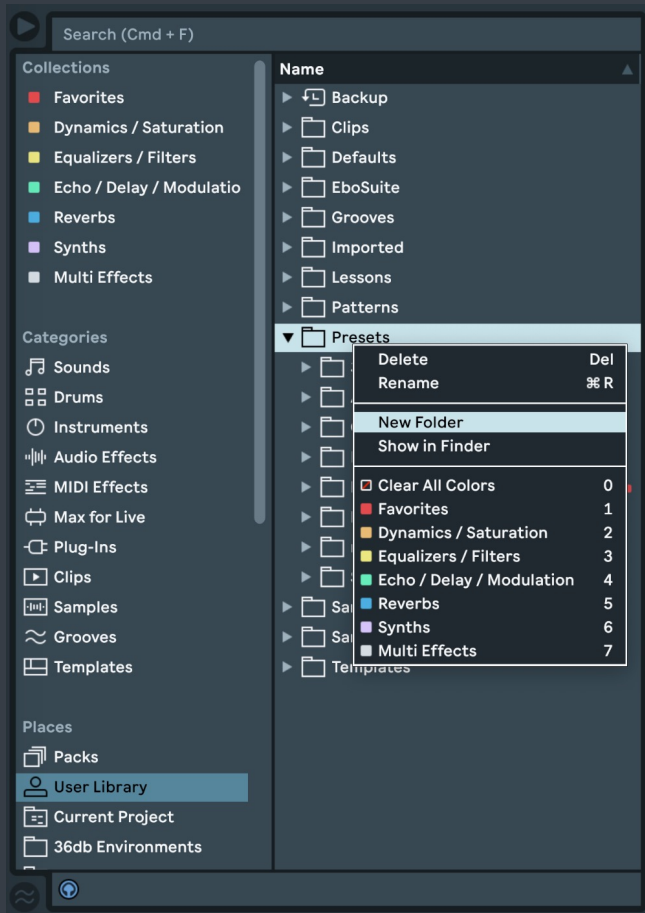 Search (Cmd + F)
Collections
Favorites
Dynamics / Saturation
Equalizers / Filters
Echo / Delay / Modulatio
Reverbs
Synths
Multi Effects
Categories
Sounds
Drums
Instruments
Audio Effects
MIDI Effects
Max for Live
Plug-Ins
Clips
Samples
Grooves
Templates
Places
Packs
User Library
Current Project
36db Environments
Name
Backup
Clips
Defaults
EboSuite
Grooves
Imported
Lessons
Patterns
Presets
Delete Del
Rename ⌘ R
New Folder
Show in Finder
Clear All Colors 0
Favorites 1
Dynamics / Saturation 2
Equalizers / Filters 3
Echo / Delay / Modulation 4
Reverbs 5
Synths 6
Multi Effects 7
Templates